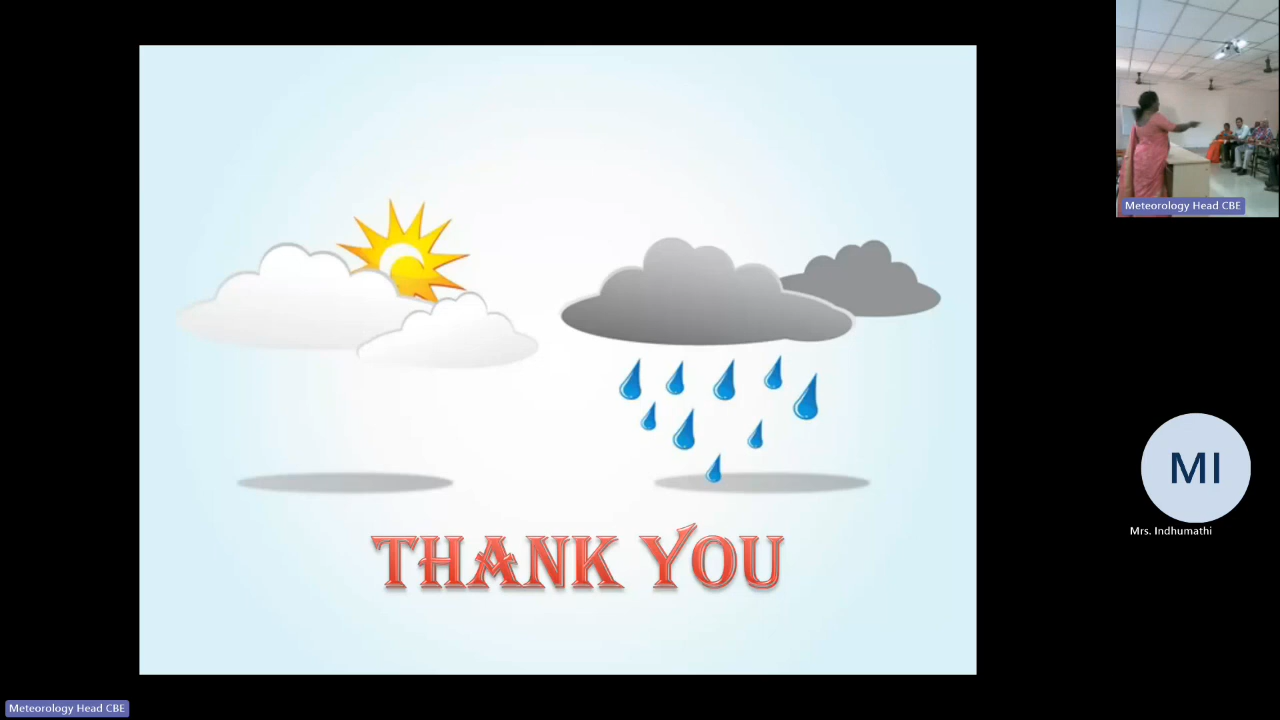 Meteorology Head CBE
MI
Mrs. Indhumathi
THANK YOU
Meteorology Head CBE